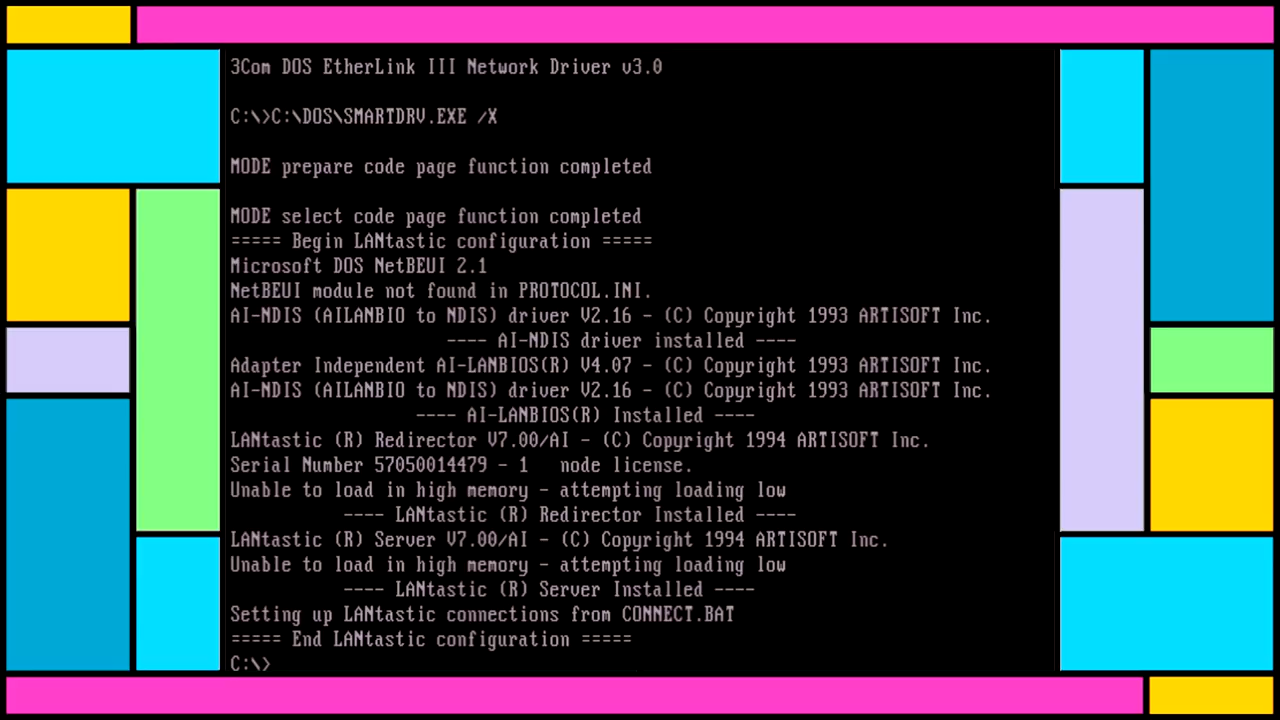 3Com DOS EtherLink III Network Driver v3.0
C:\>C:\DOS\SMARTDRV.EXE /X
MODE prepare code page function completed
MODE select code page function completed
===== Begin LANtastic configuration =====
Microsoft DOS NetBEUI 2.1
NetBEUI module not found in PROTOCOL.INI.
AI-NDIS (AILANBIO to NDIS) driver V2.16 - (C) Copyright 1993 ARTISOFT Inc.
---- AI-NDIS driver installed ----
Adapter Independent AI-LANBIOS(R) V4.07 - (C) Copyright 1993 ARTISOFT Inc.
AI-NDIS (AILANBIO to NDIS) driver V2.16 - (C) Copyright 1993 ARTISOFT Inc.
---- AI-LANBIOS(R) Installed ----
LANtastic (R) Redirector V7.00/AI - (C) Copyright 1994 ARTISOFT Inc.
Serial Number 57050014479 - 1   node license.
Unable to load in high memory - attempting loading low
---- LANtastic (R) Redirector Installed ----
LANtastic (R) Server V7.00/AI - (C) Copyright 1994 ARTISOFT Inc.
Unable to load in high memory - attempting loading low
---- LANtastic (R) Server Installed ----
Setting up LANtastic connections from CONNECT.BAT
===== End LANtastic configuration =====
C:\>